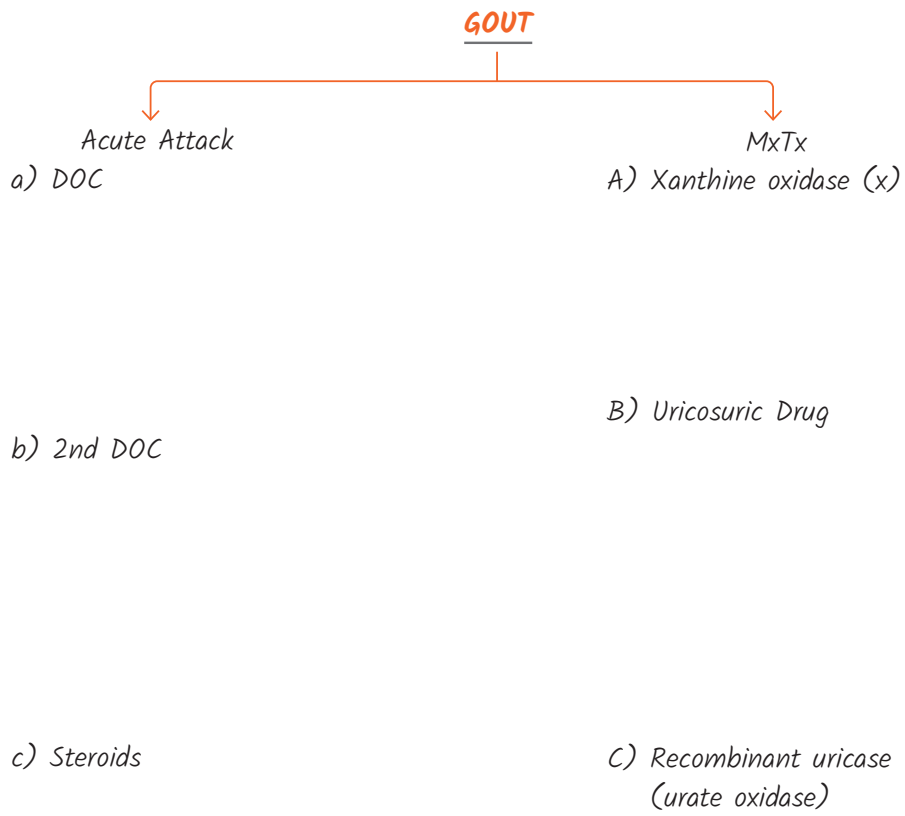 GOUT
Acute Attack
a) DOC
b) 2nd DOC
c) Steroids
MxTx
A) Xanthine oxidase (x)
B) Uricosuric Drug
C) Recombinant uricase
(urate oxidase)